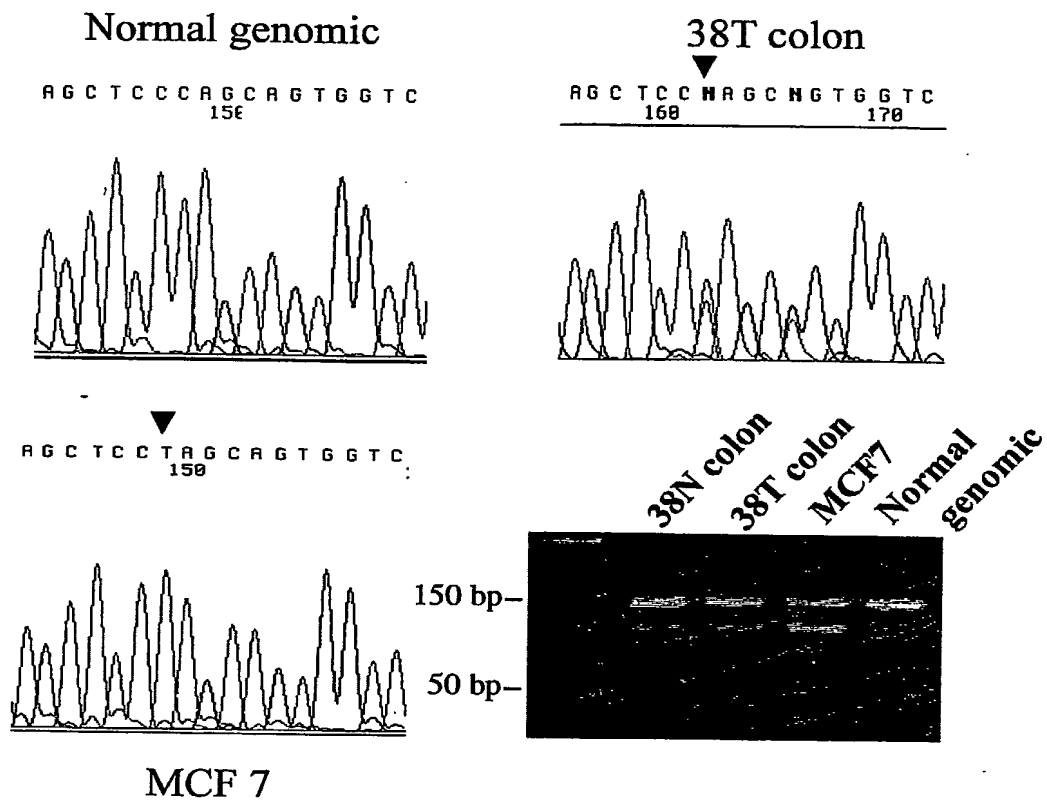 Normal genomic
AGCTCCCAGCAGTGGTC
150
38T colon
AGCTCCNAGCNGTGGTC
160 170
AGCTCCTAGCAGTGGTC
150
MCF 7
38N colon
38T colon
MCF7
Normal
genomic
150 bp–
50 bp–